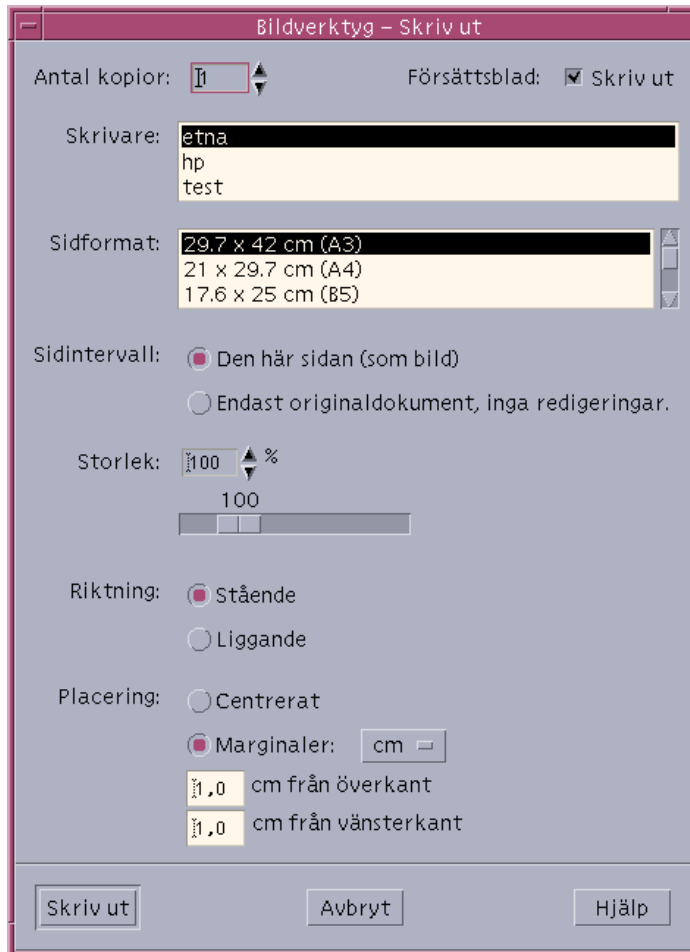 Bildverktyg – Skriv ut
Antal kopior: 1 Försättsblad: Skriv ut
Skrivare: etna
hp
test
Sidformat: 29.7 x 42 cm (A3)
21 x 29.7 cm (A4)
17.6 x 25 cm (B5)
Sidintervall: Den här sidan (som bild)
Endast originaldokument, inga redigeringar.
Storlek: 100 %
100
Riktning: Stående
Liggande
Placering: Centrerat
Marginaler: cm
1,0 cm från överkant
1,0 cm från vänsterkant
Skriv ut Avbryt Hjälp